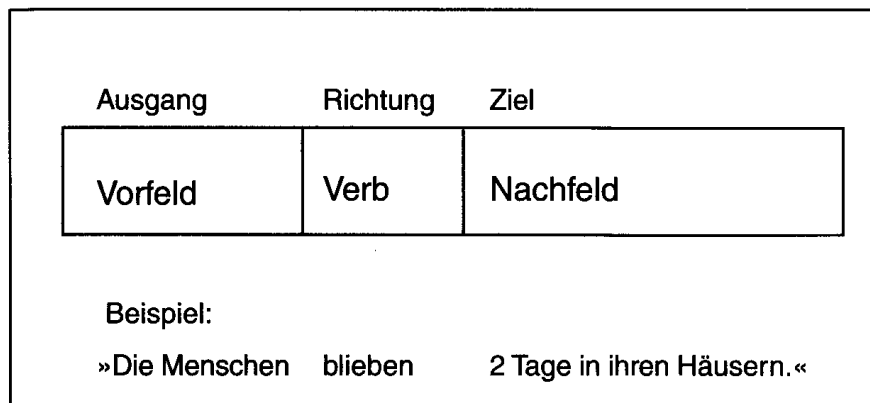 Ausgang Richtung Ziel
Vorfeld Verb Nachfeld
Beispiel:
»Die Menschen blieben 2 Tage in ihren Häusern.«